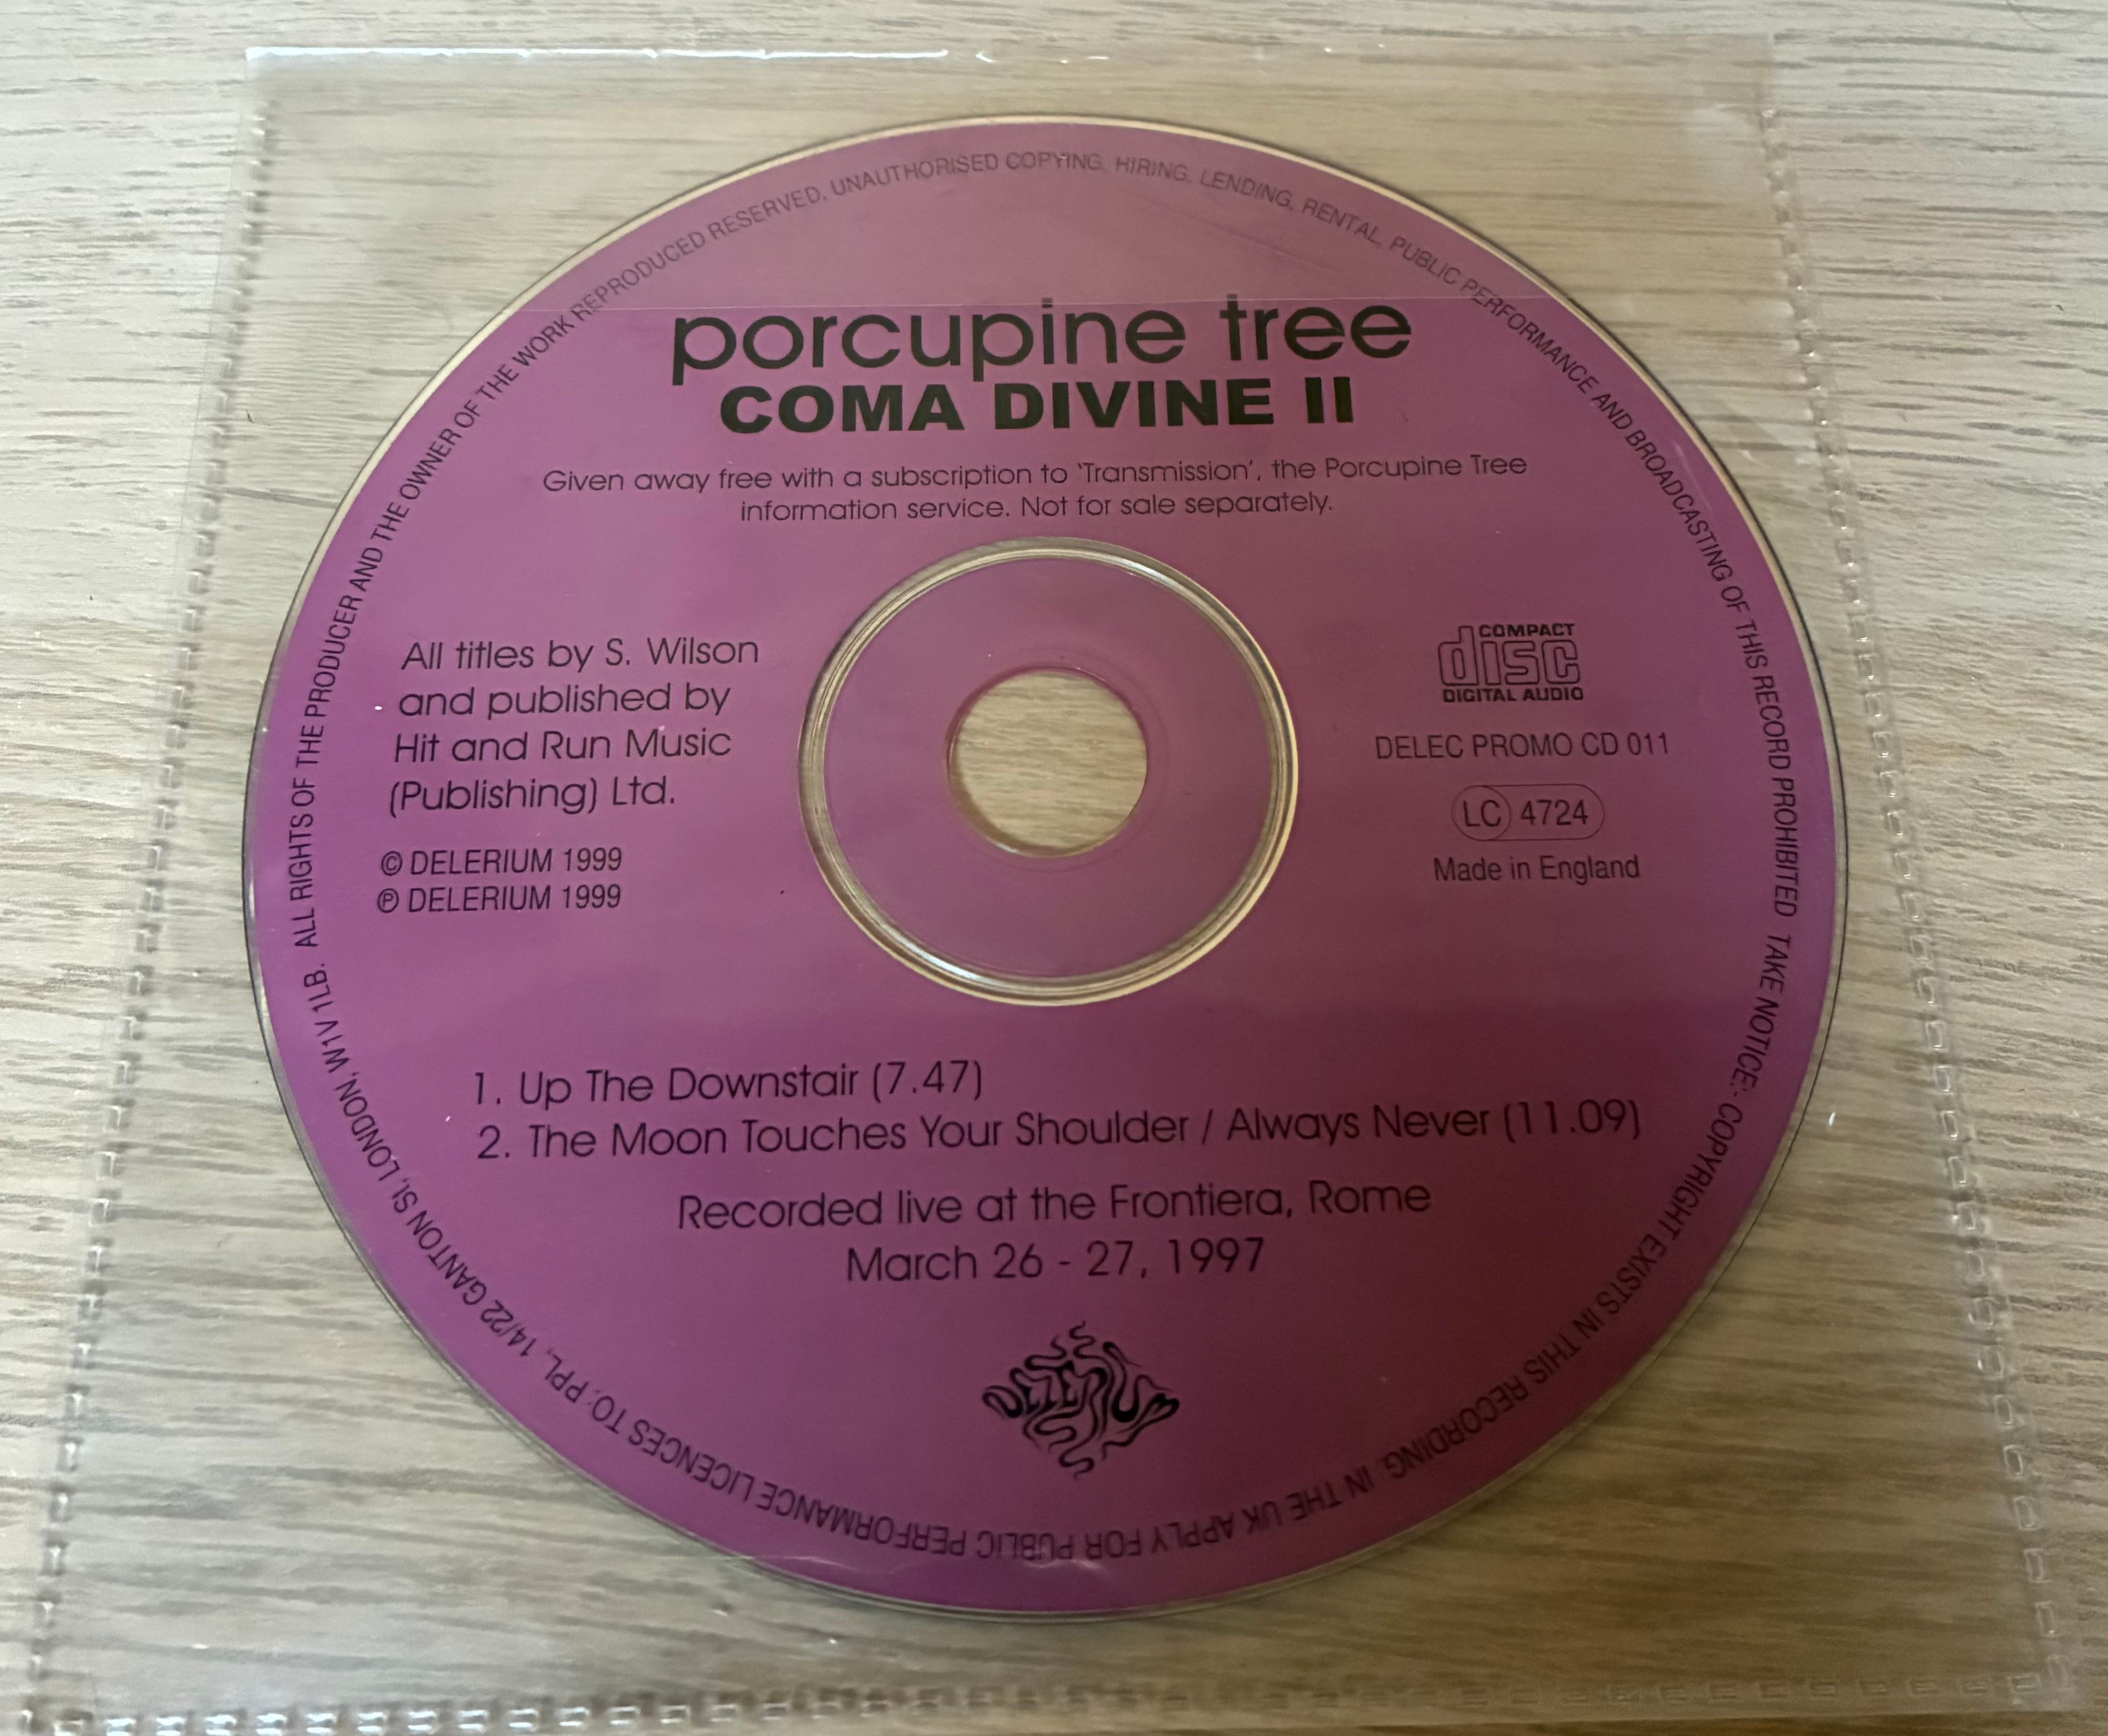 porcupine tree
COMA DIVINE II
Given away free with a subscription to 'Transmission', the Porcupine Tree
information service. Not for sale separately.
All titles by S. Wilson
and published by
Hit and Run Music
(Publishing) Ltd.
© DELERIUM 1999
℗ DELERIUM 1999
COMPACT
disc
DIGITAL AUDIO
DELEC PROMO CD 011
LC 4724
Made in England
1. Up The Downstair (7.47)
2. The Moon Touches Your Shoulder / Always Never (11.09)
Recorded live at the Frontiera, Rome
March 26 - 27, 1997
DELERIUM
ALL RIGHTS OF THE PRODUCER AND THE OWNER OF THE WORK REPRODUCED RESERVED. UNAUTHORISED COPYING, HIRING, LENDING, RENTAL, PUBLIC PERFORMANCE AND BROADCASTING OF THIS RECORD PROHIBITED TAKE NOTICE:- COPYRIGHT EXISTS IN THIS RECORDING. IN THE UK APPLY FOR PUBLIC PERFORMANCE LICENCES TO: PPL, 14/22 GANTON St, LONDON, W1V 1LB.